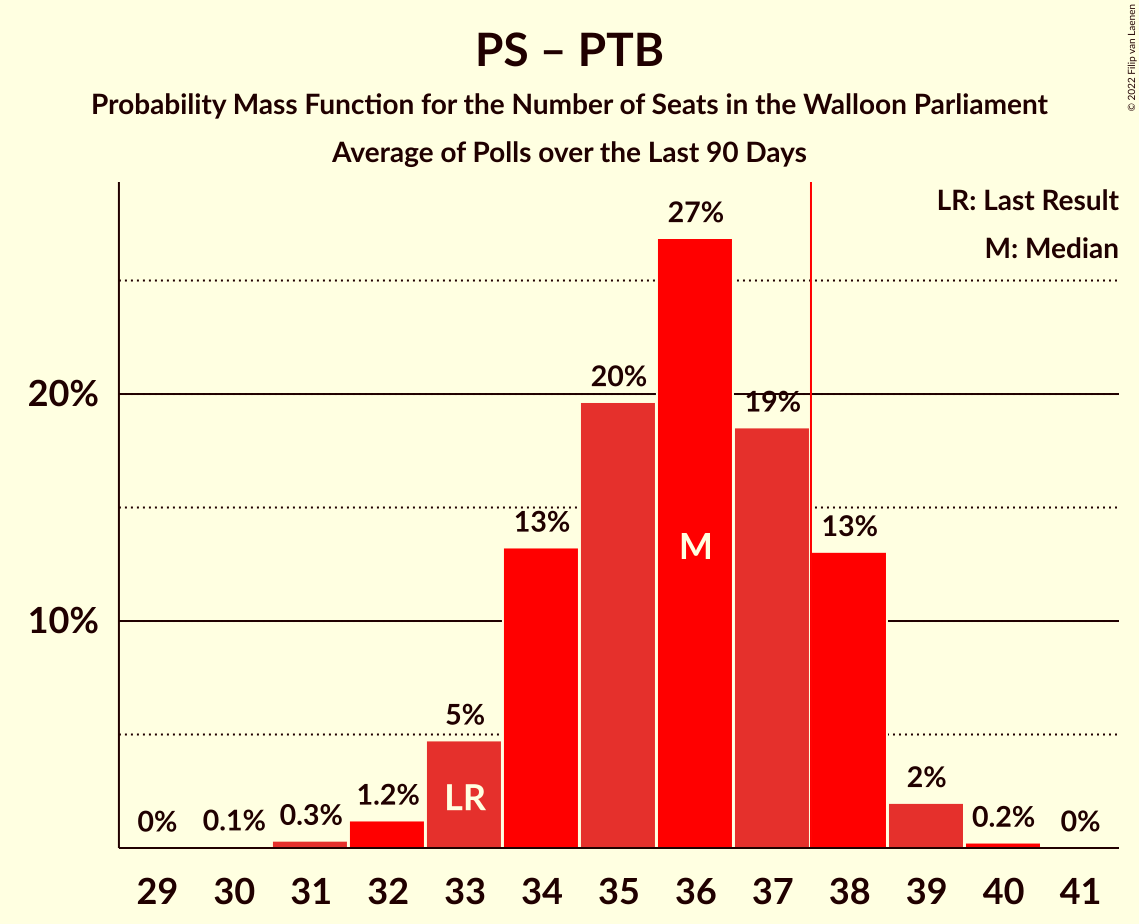 PS – PTB
Probability Mass Function for the Number of Seats in the Walloon Parliament
Average of Polls over the Last 90 Days
© 2022 Filip van Laenen
LR: Last Result
M: Median
20%
10%
0%
0.1%
0.3%
1.2%
5%
13%
20%
27%
19%
13%
2%
0.2%
0%
LR
M
29 30 31 32 33 34 35 36 37 38 39 40 41